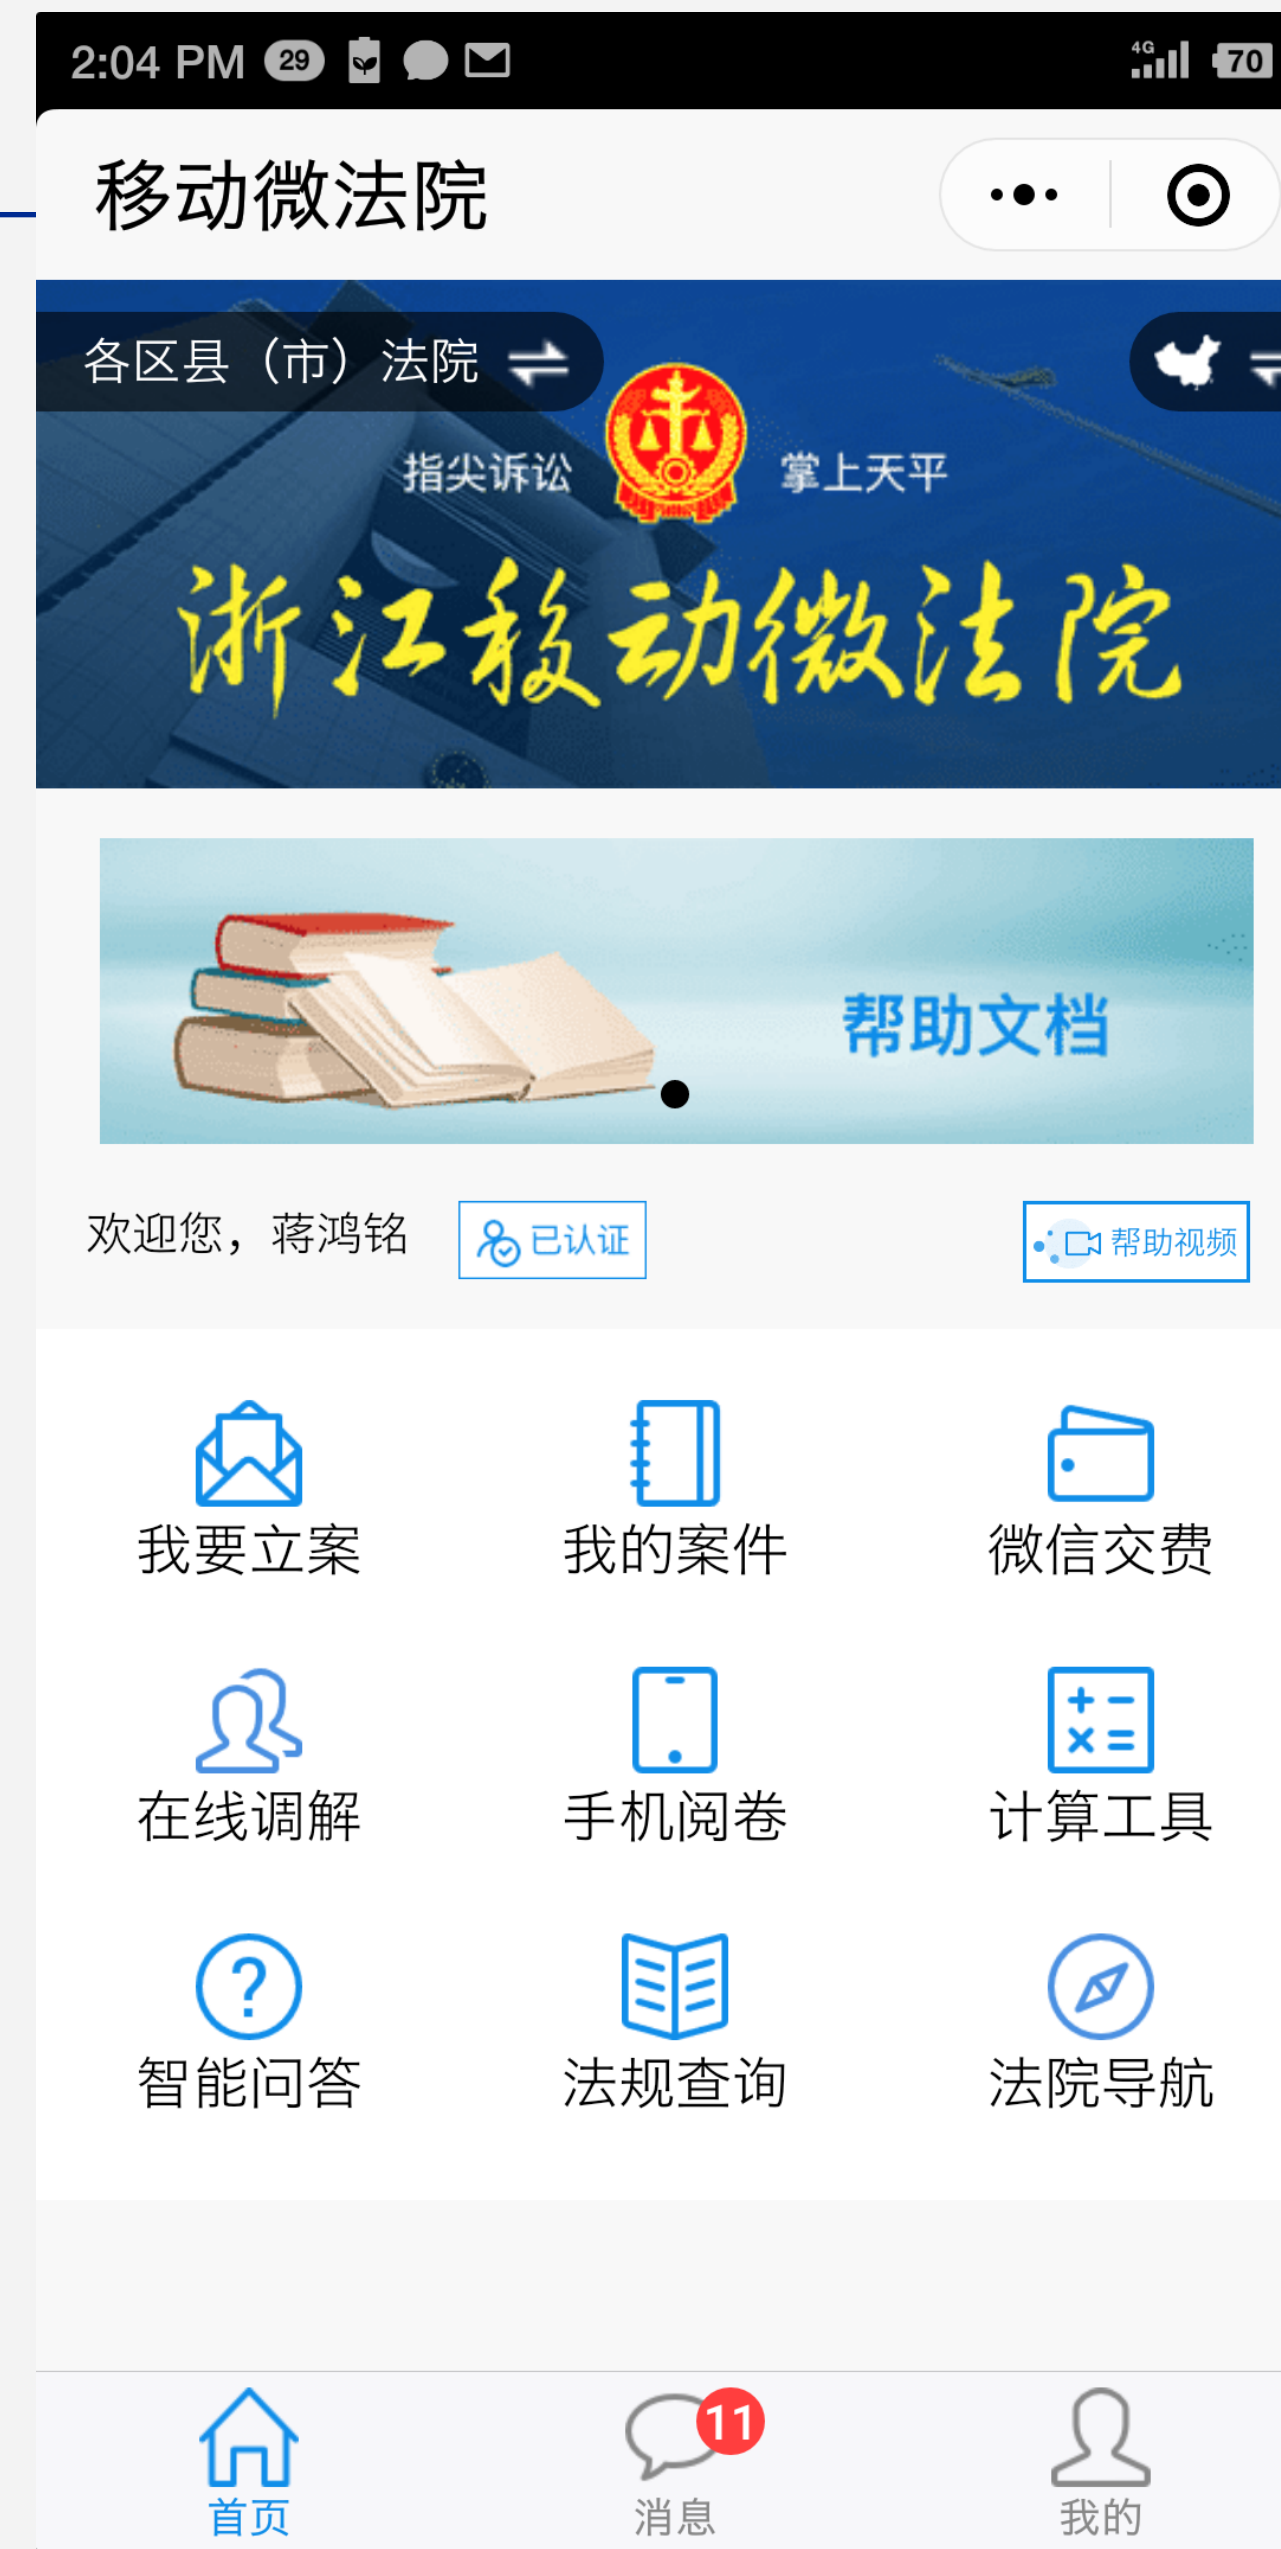 2:04 PM 29 4G 70
移动微法院
各区县（市）法院
指尖诉讼 掌上天平
浙江移动微法院
帮助文档
欢迎您，蒋鸿铭 已认证 帮助视频
我要立案 我的案件 微信交费
在线调解 手机阅卷 计算工具
智能问答 法规查询 法院导航
11
首页 消息 我的